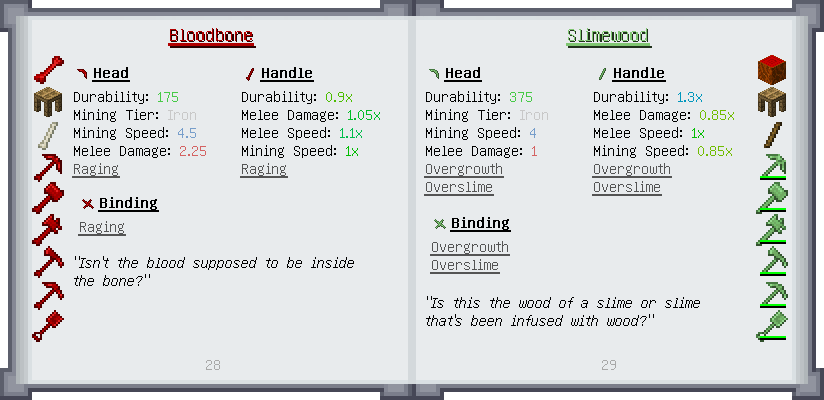 Bloodbone
Head
Durability: 175
Mining Tier: Iron
Mining Speed: 4.5
Melee Damage: 2.25
Raging
Handle
Durability: 0.9x
Melee Damage: 1.05x
Melee Speed: 1.1x
Mining Speed: 1x
Raging
Binding
Raging
"Isn't the blood supposed to be inside
the bone?"
28
Slimewood
Head
Durability: 375
Mining Tier: Iron
Mining Speed: 4
Melee Damage: 1
Overgrowth
Overslime
Handle
Durability: 1.3x
Melee Damage: 0.85x
Melee Speed: 1x
Mining Speed: 0.85x
Overgrowth
Overslime
Binding
Overgrowth
Overslime
"Is this the wood of a slime or slime
that's been infused with wood?"
29